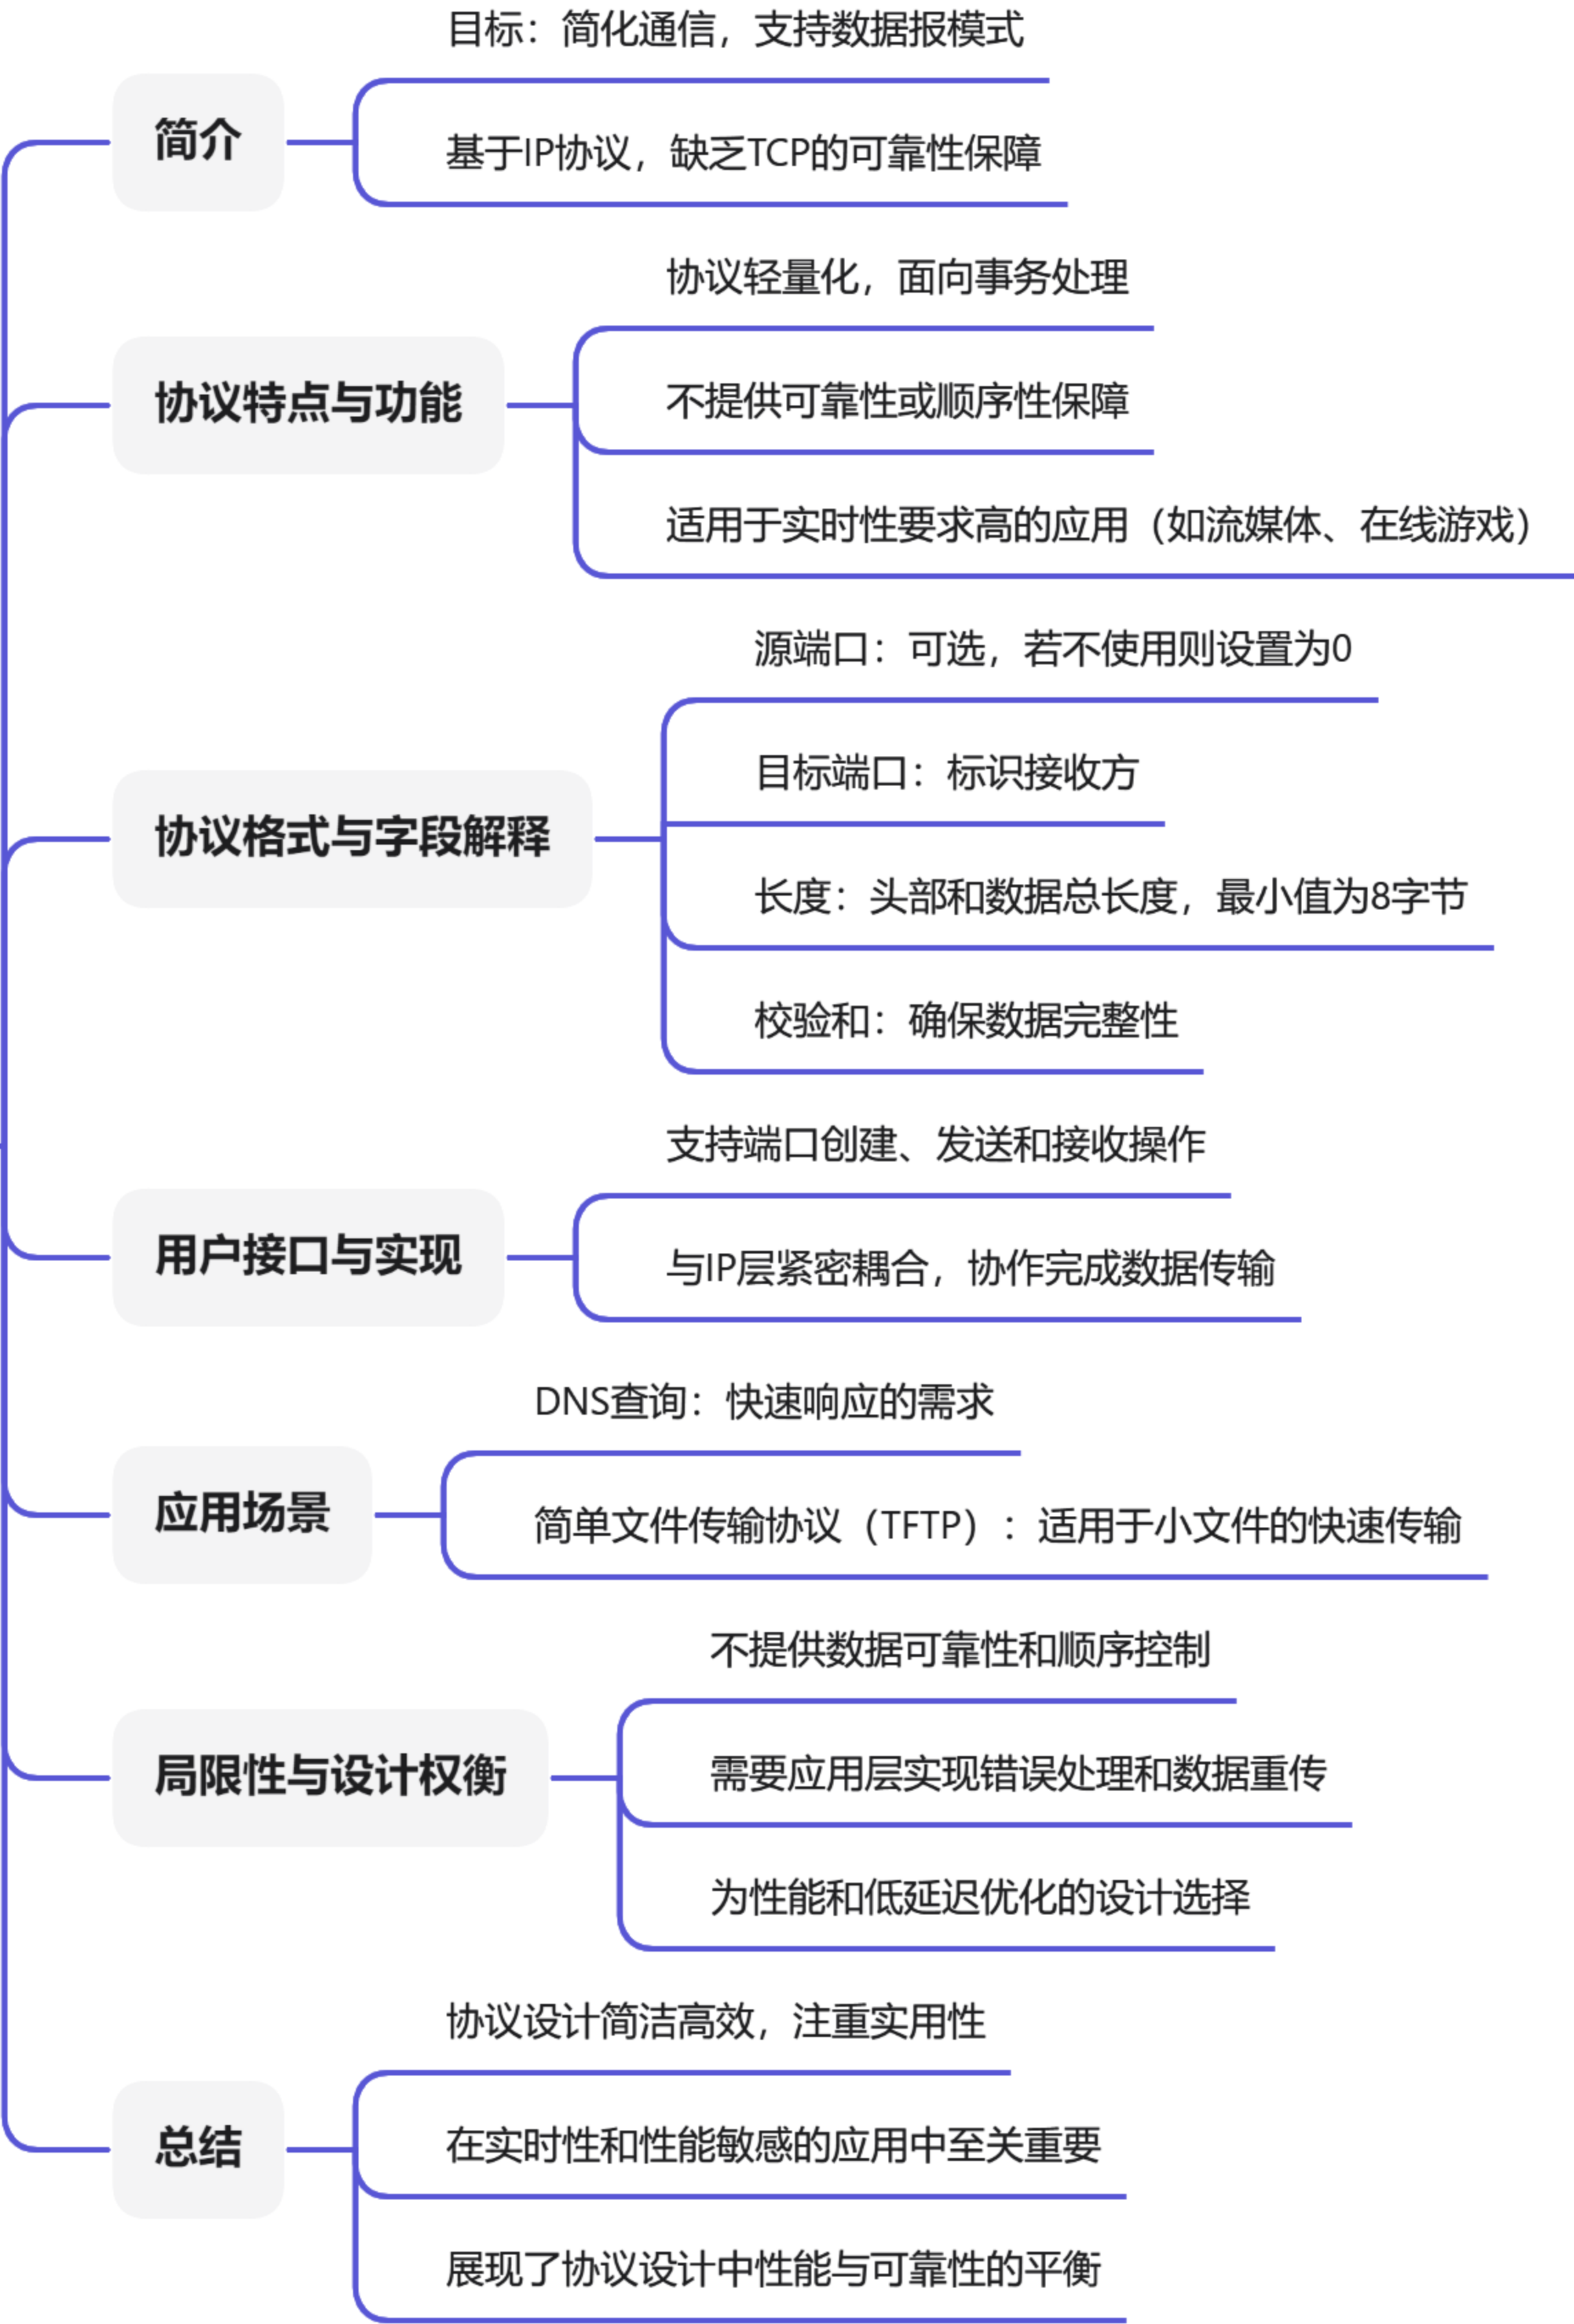 简介
目标：简化通信，支持数据报模式
基于IP协议，缺乏TCP的可靠性保障
协议特点与功能
协议轻量化，面向事务处理
不提供可靠性或顺序性保障
适用于实时性要求高的应用（如流媒体、在线游戏）
协议格式与字段解释
源端口：可选，若不使用则设置为0
目标端口：标识接收方
长度：头部和数据总长度，最小值为8字节
校验和：确保数据完整性
用户接口与实现
支持端口创建、发送和接收操作
与IP层紧密耦合，协作完成数据传输
应用场景
DNS查询：快速响应的需求
简单文件传输协议（TFTP）：适用于小文件的快速传输
局限性与设计权衡
不提供数据可靠性和顺序控制
需要应用层实现错误处理和数据重传
为性能和低延迟优化的设计选择
总结
协议设计简洁高效，注重实用性
在实时性和性能敏感的应用中至关重要
展现了协议设计中性能与可靠性的平衡